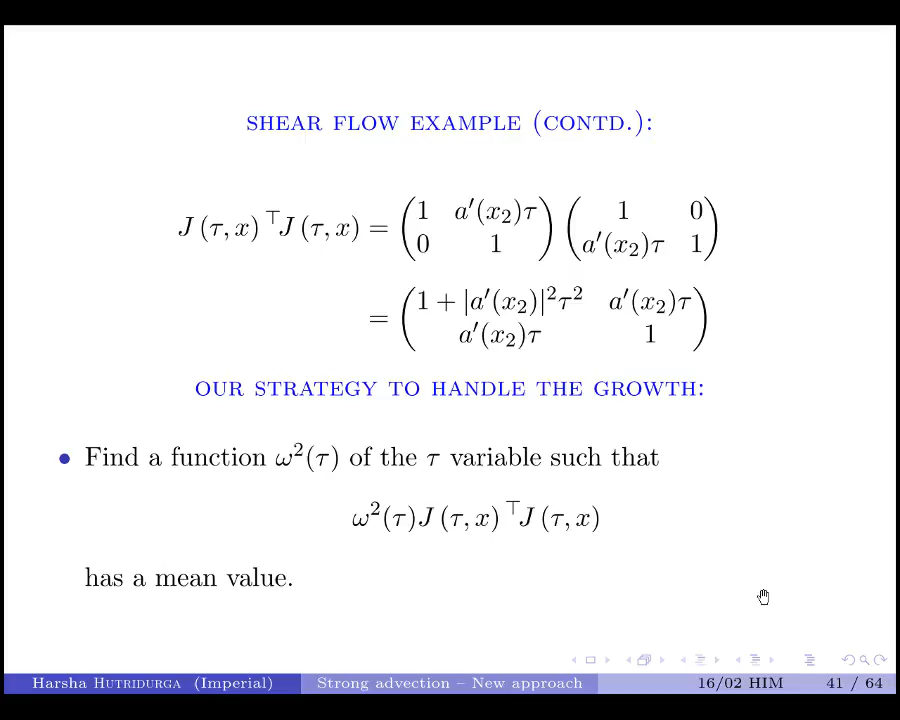 SHEAR FLOW EXAMPLE (CONTD.):
J (τ, x) ⊤J (τ, x) = (1 a′(x₂)τ; 0 1) (1 0; a′(x₂)τ 1)
= (1 + |a′(x₂)|²τ² a′(x₂)τ; a′(x₂)τ 1)
OUR STRATEGY TO HANDLE THE GROWTH:
• Find a function ω²(τ) of the τ variable such that
ω²(τ)J (τ, x) ⊤J (τ, x)
has a mean value.
Harsha HUTRIDURGA (Imperial) Strong advection – New approach 16/02 HIM 41 / 64